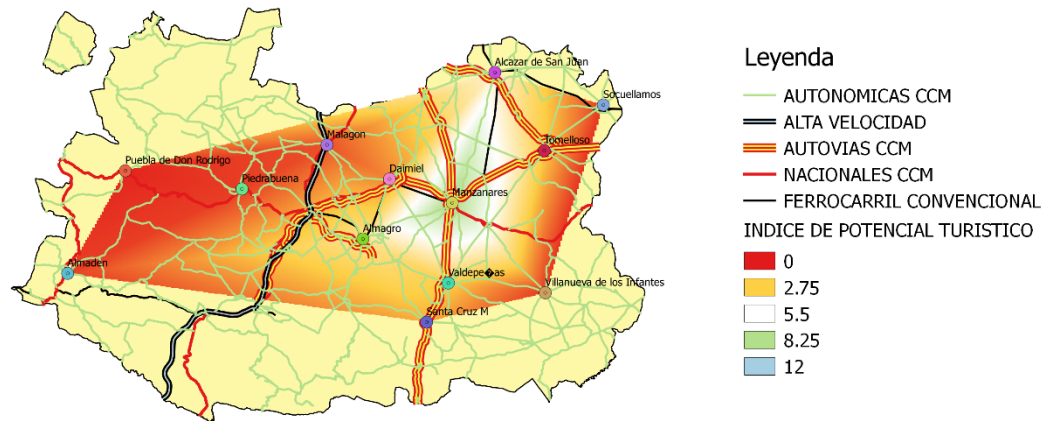 Alcazar de San Juan
Socuellamos
Malagon
Tomelloso
Puebla de Don Rodrigo
Daimiel
Piedrabuena
Manzanares
Almagro
Almaden
Valdepe�as
Villanueva de los Infantes
Santa Cruz M
Leyenda
AUTONOMICAS CCM
ALTA VELOCIDAD
AUTOVIAS CCM
NACIONALES CCM
FERROCARRIL CONVENCIONAL
INDICE DE POTENCIAL TURISTICO
0
2.75
5.5
8.25
12